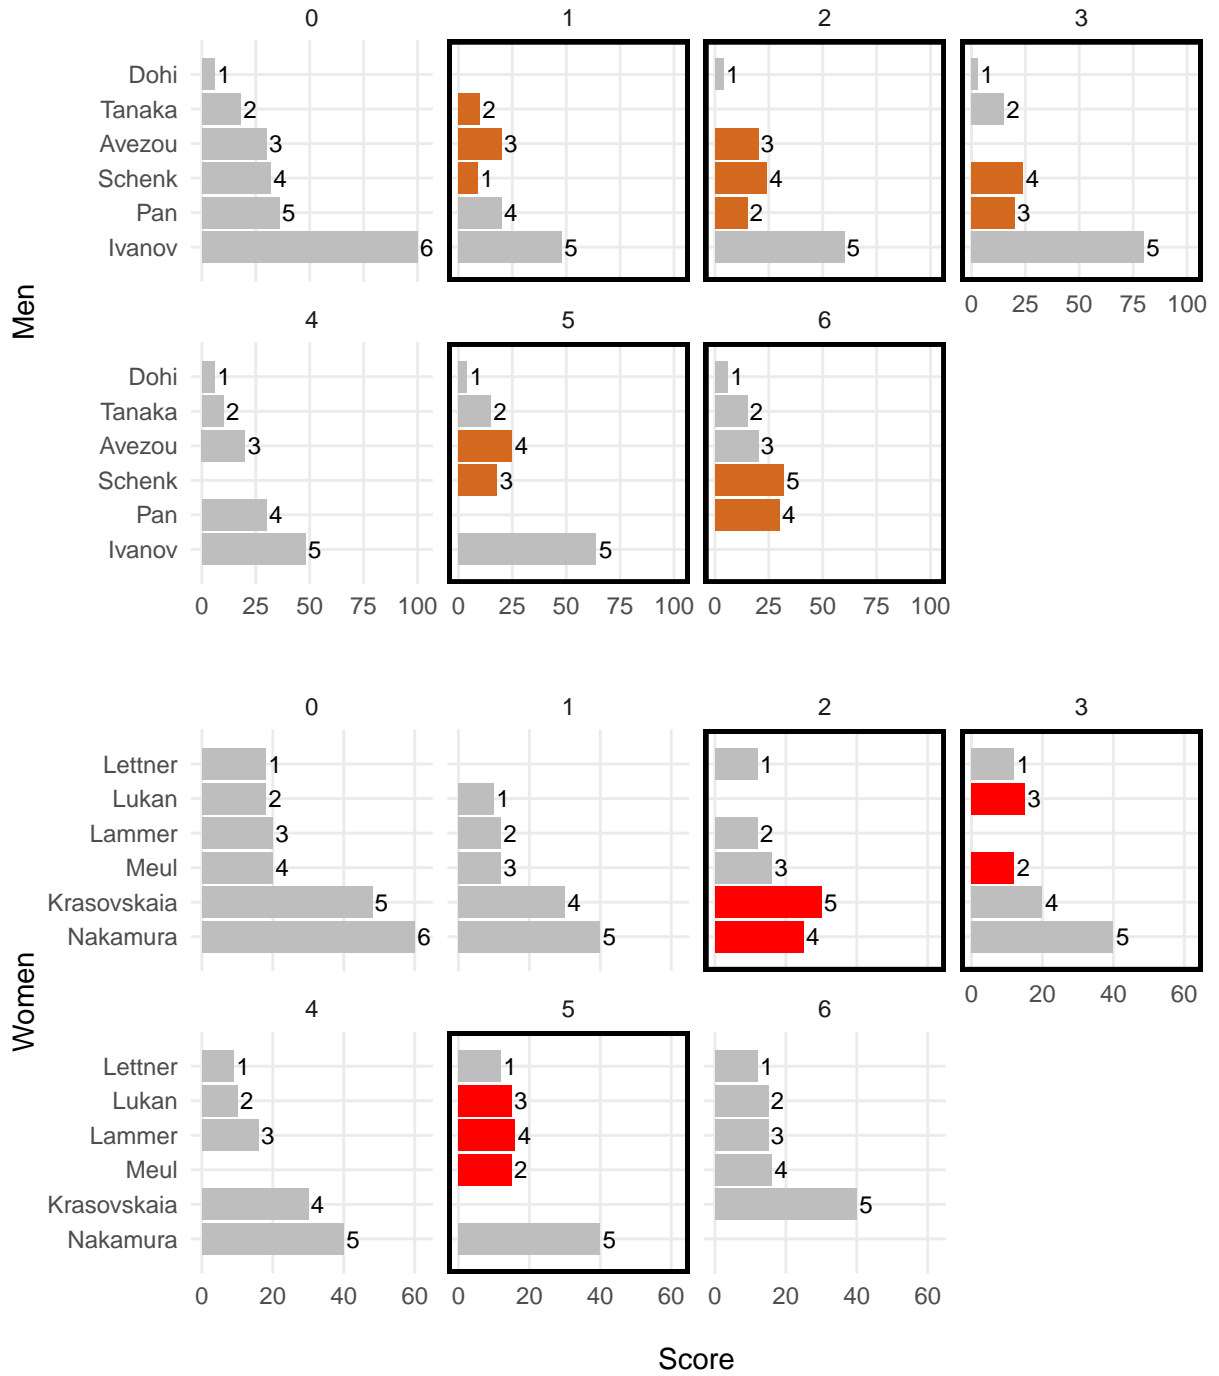 0 1 2 3
Dohi 1 1 1
Tanaka 2 2 2
Avezou 3 3 3
Schenk 4 1 4 4
Pan 5 4 2 3
Ivanov 6 5 5 5
0 25 50 75 100
Men
4 5 6
Dohi 1 1 1
Tanaka 2 2 2
Avezou 3 4 3
Schenk 3 5
Pan 4 4
Ivanov 5 5
0 25 50 75 100 0 25 50 75 100 0 25 50 75 100
0 1 2 3
Lettner 1 1 1
Lukan 2 1 3
Lammer 3 2 2
Meul 4 3 3 2
Krasovskaia 5 4 5 4
Nakamura 6 5 4 5
0 20 40 60
Women
4 5 6
Lettner 1 1 1
Lukan 2 3 2
Lammer 3 4 3
Meul 2 4
Krasovskaia 4 5
Nakamura 5 5
0 20 40 60 0 20 40 60 0 20 40 60
Score